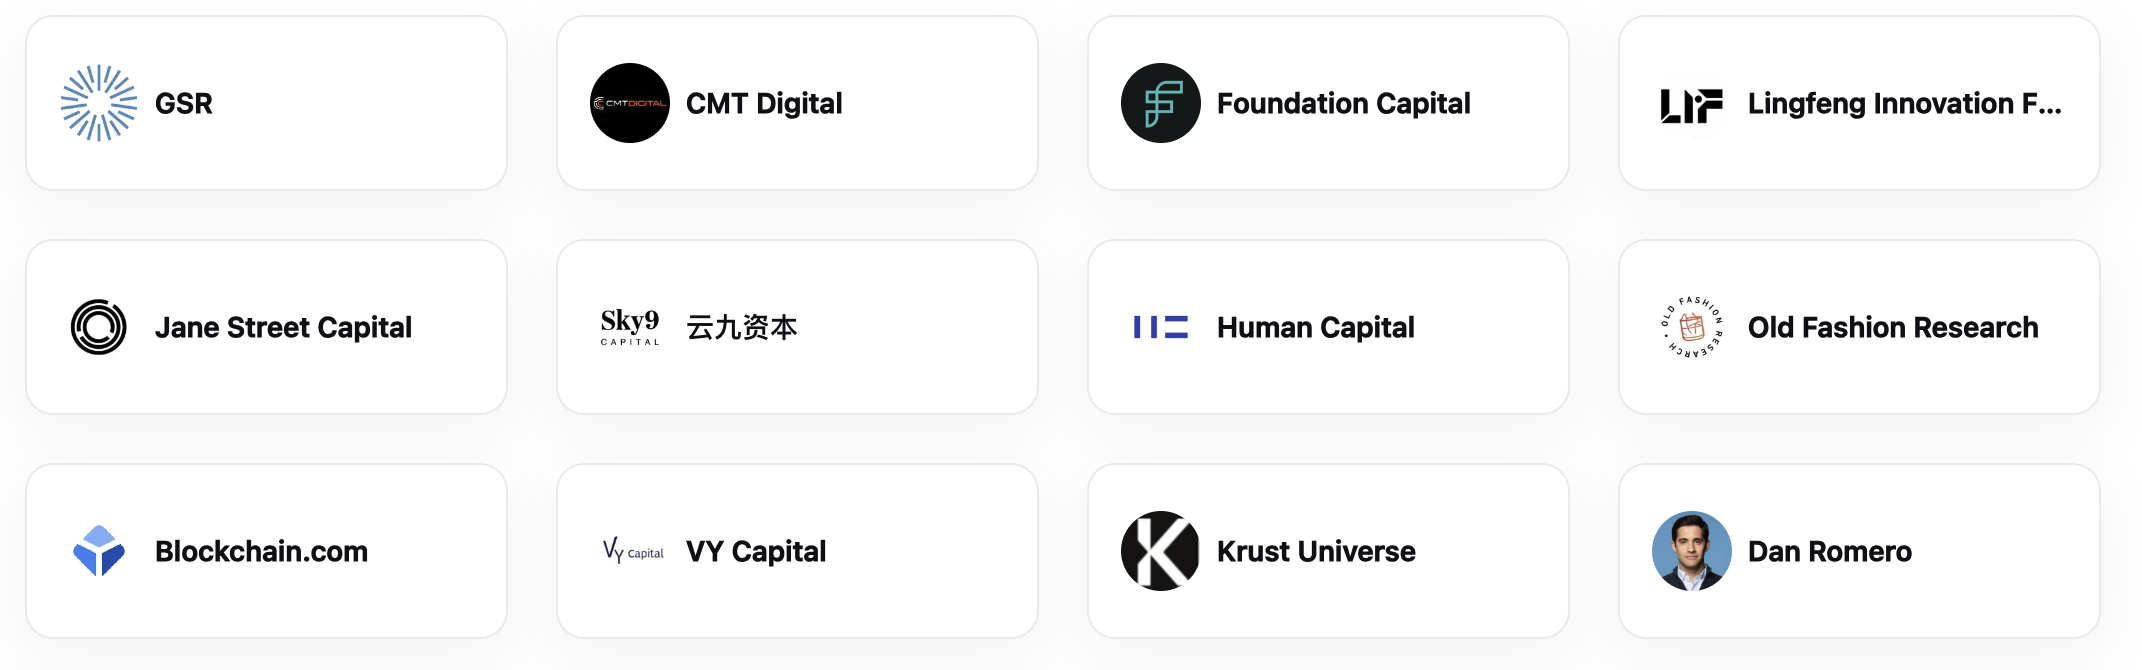 GSR
CMTDIGITAL
CMT Digital
Foundation Capital
LIF
Lingfeng Innovation F...
Jane Street Capital
Sky9
CAPITAL
云九资本
Human Capital
OLD FASHION RESEARCH
Old Fashion Research
Blockchain.com
Vy Capital
VY Capital
Krust Universe
Dan Romero